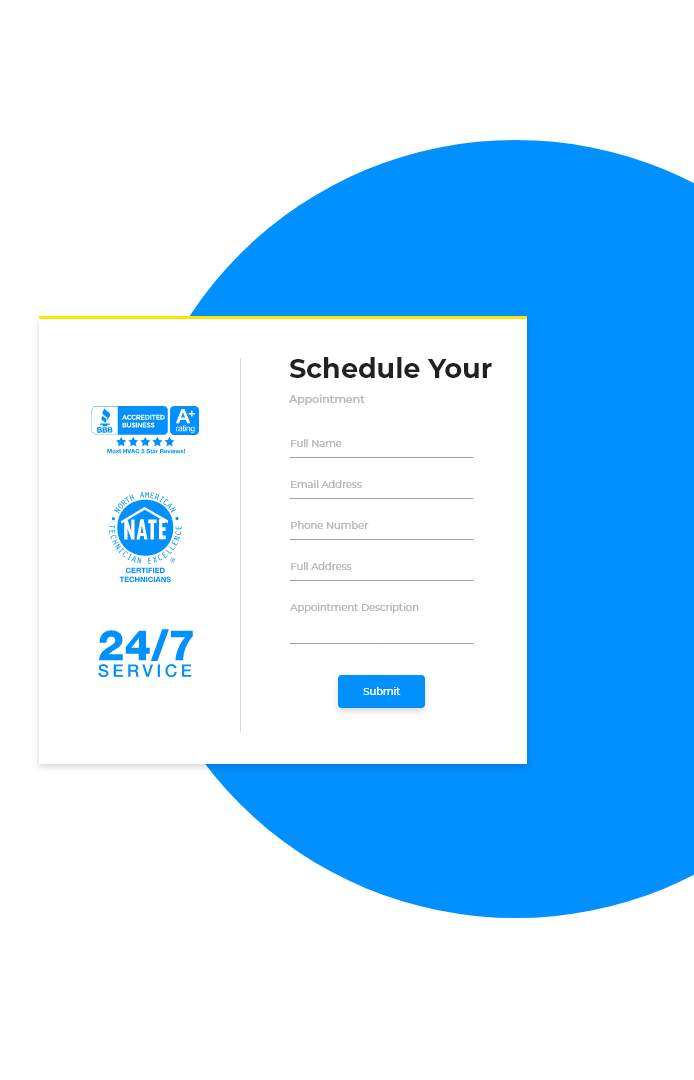 BBB
ACCREDITED
BUSINESS
A+
rating
Most HVAC 5 Star Reviews!
NORTH AMERICAN
NATE
TECHNICIAN EXCELLENCE
®
CERTIFIED
TECHNICIANS
24/7
SERVICE
Schedule Your
Appointment
Full Name
Email Address
Phone Number
Full Address
Appointment Description
Submit